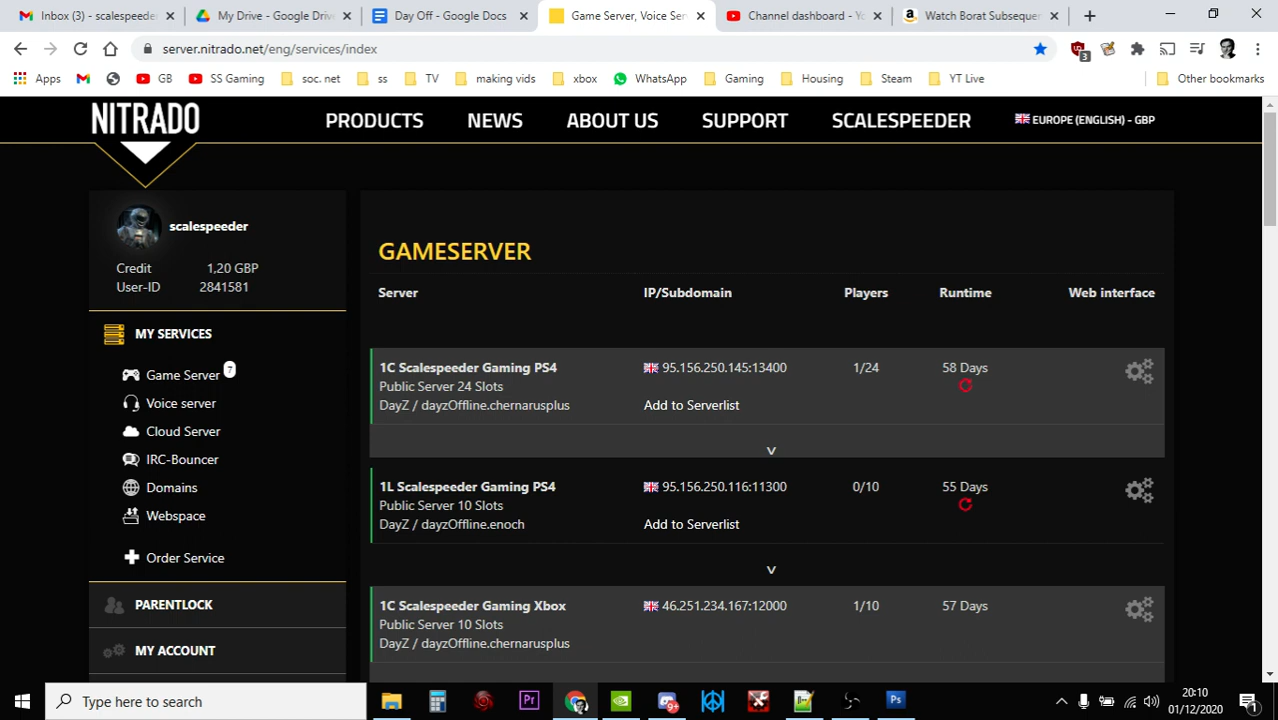 Inbox (3) - scalespeede
My Drive - Google Driv
Day Off - Google Docs
Game Server, Voice Ser
Channel dashboard - Yo
Watch Borat Subsequer
server.nitrado.net/eng/services/index
3
Apps
GB
SS Gaming
soc. net
ss
TV
making vids
xbox
WhatsApp
Gaming
Housing
Steam
YT Live
Other bookmarks
NITRADO
PRODUCTS
NEWS
ABOUT US
SUPPORT
SCALESPEEDER
EUROPE (ENGLISH) - GBP
scalespeeder
Credit 1,20 GBP
User-ID 2841581
MY SERVICES
Game Server 7
Voice server
Cloud Server
IRC-Bouncer
Domains
Webspace
Order Service
PARENTLOCK
MY ACCOUNT
GAMESERVER
Server IP/Subdomain Players Runtime Web interface
1C Scalespeeder Gaming PS4 95.156.250.145:13400 1/24 58 Days
Public Server 24 Slots
DayZ / dayzOffline.chernarusplus Add to Serverlist
1L Scalespeeder Gaming PS4 95.156.250.116:11300 0/10 55 Days
Public Server 10 Slots
DayZ / dayzOffline.enoch Add to Serverlist
1C Scalespeeder Gaming Xbox 46.251.234.167:12000 1/10 57 Days
Public Server 10 Slots
DayZ / dayzOffline.chernarusplus
Type here to search
Pr
Ps
20:10
01/12/2020
1